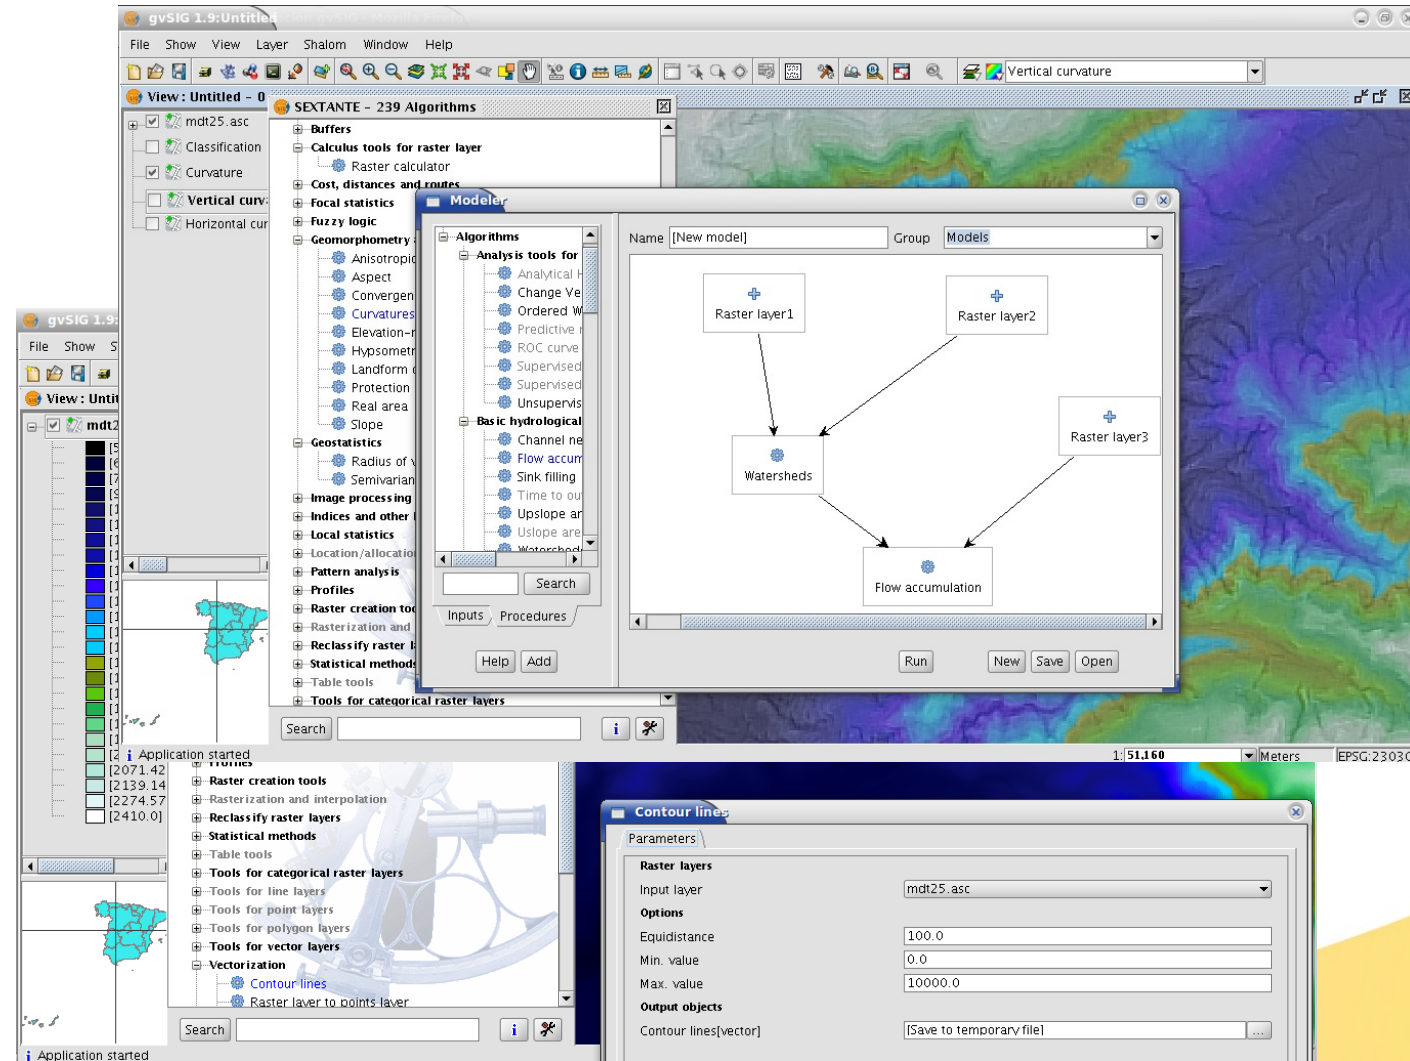 gvSIG 1.9:Untitled
File Show View Layer Shalom Window Help
Vertical curvature
View : Untitled - 0
mdt25.asc
Classification
Curvature
Vertical curv
Horizontal cur
SEXTANTE - 239 Algorithms
Buffers
Calculus tools for raster layer
Raster calculator
Cost, distances and routes
Focal statistics
Fuzzy logic
Geomorphometry
Anisotropic
Aspect
Convergen
Curvatures
Elevation-r
Hypsometr
Landform
Protection
Real area
Slope
Geostatistics
Radius of
Semivarian
Image processing
Indices and other
Local statistics
Location/allocation
Pattern analysis
Profiles
Raster creation too
Rasterization and
Reclassify raster l
Statistical methods
Table tools
Tools for categorical raster layers
Search
Modeler
Algorithms
Analysis tools for
Analytical H
Change Ve
Ordered W
Predictive
ROC curve
Supervised
Supervised
Unsupervis
Basic hydrological
Channel ne
Flow accum
Sink filling
Time to ou
Upslope ar
Uslope are
Watersheds
Search
Inputs Procedures
Help Add
Name [New model] Group Models
Raster layer1
Raster layer2
Raster layer3
Watersheds
Flow accumulation
Run New Save Open
Application started
1: 51,160 Meters EPSG:23030
gvSIG 1.9:
File Show S
View : Untit
mdt2
[2071.42
[2139.14
[2274.57
[2410.0]
Profiles
Raster creation tools
Rasterization and interpolation
Reclassify raster layers
Statistical methods
Table tools
Tools for categorical raster layers
Tools for line layers
Tools for point layers
Tools for polygon layers
Tools for vector layers
Vectorization
Contour lines
Raster layer to points layer
Search
Application started
Contour lines
Parameters
Raster layers
Input layer mdt25.asc
Options
Equidistance 100.0
Min. value 0.0
Max. value 10000.0
Output objects
Contour lines[vector] [Save to temporary file] ...